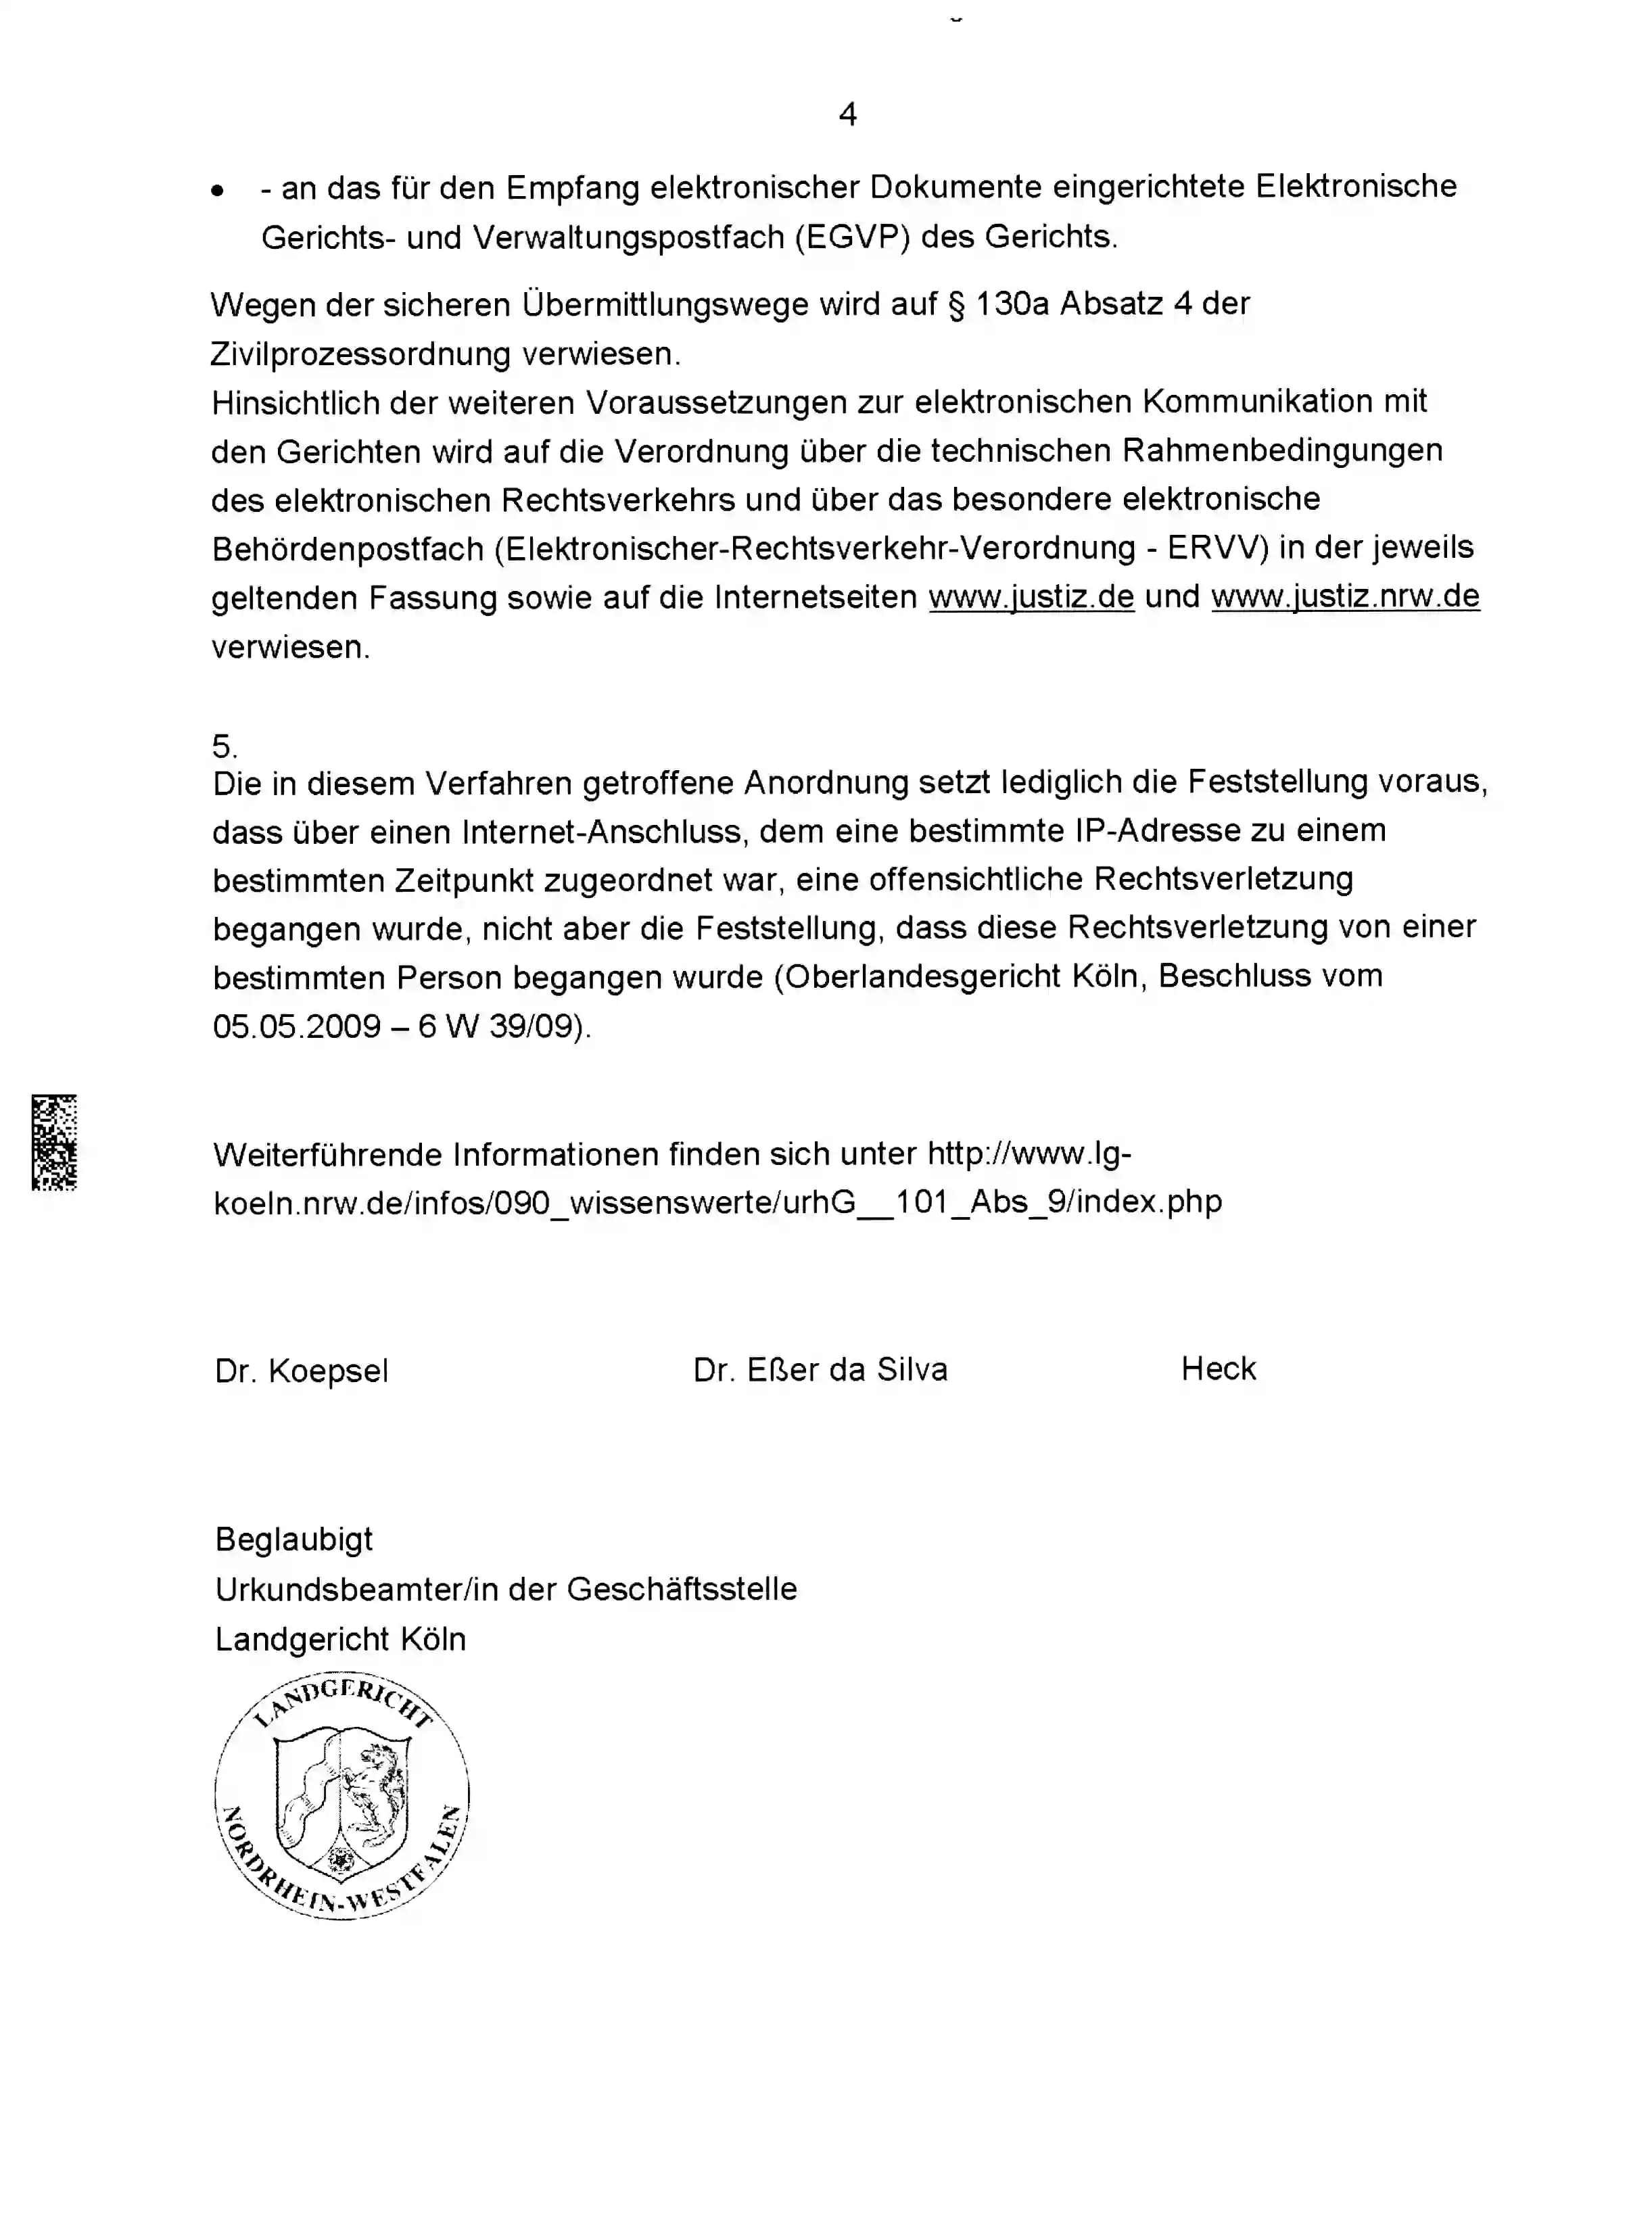 4
• - an das für den Empfang elektronischer Dokumente eingerichtete Elektronische
Gerichts- und Verwaltungspostfach (EGVP) des Gerichts.
Wegen der sicheren Übermittlungswege wird auf § 130a Absatz 4 der
Zivilprozessordnung verwiesen.
Hinsichtlich der weiteren Voraussetzungen zur elektronischen Kommunikation mit
den Gerichten wird auf die Verordnung über die technischen Rahmenbedingungen
des elektronischen Rechtsverkehrs und über das besondere elektronische
Behördenpostfach (Elektronischer-Rechtsverkehr-Verordnung - ERVV) in der jeweils
geltenden Fassung sowie auf die Internetseiten www.justiz.de und www.justiz.nrw.de
verwiesen.
5.
Die in diesem Verfahren getroffene Anordnung setzt lediglich die Feststellung voraus,
dass über einen Internet-Anschluss, dem eine bestimmte IP-Adresse zu einem
bestimmten Zeitpunkt zugeordnet war, eine offensichtliche Rechtsverletzung
begangen wurde, nicht aber die Feststellung, dass diese Rechtsverletzung von einer
bestimmten Person begangen wurde (Oberlandesgericht Köln, Beschluss vom
05.05.2009 – 6 W 39/09).
Weiterführende Informationen finden sich unter http://www.lg-
koeln.nrw.de/infos/090_wissenswerte/urhG__101_Abs_9/index.php
Dr. Koepsel Dr. Eßer da Silva Heck
Beglaubigt
Urkundsbeamter/in der Geschäftsstelle
Landgericht Köln
LANDGERICHT
NORDRHEIN-WESTFALEN